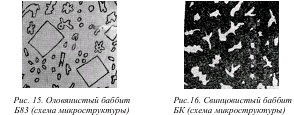 Рис. 15. Оловянистый баббит
Б83 (схема микроструктуры)
Рис.16. Свинцовистый баббит
БК (схема микроструктуры)